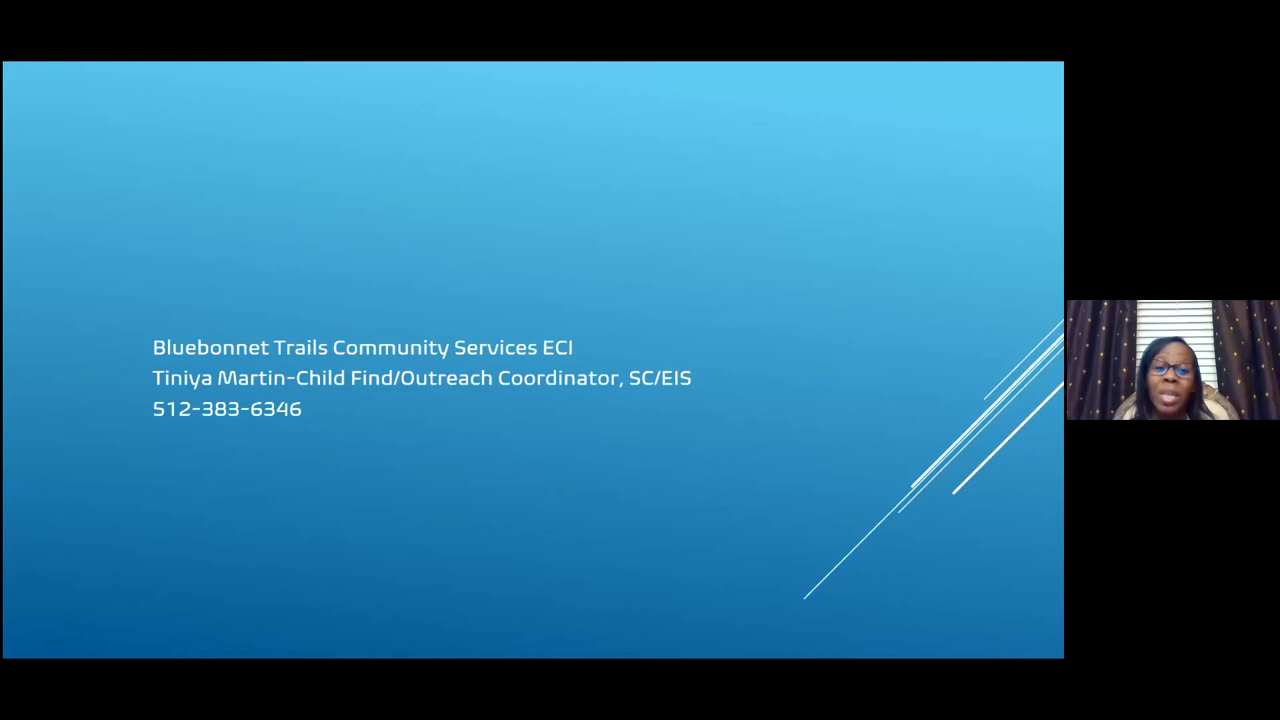 Bluebonnet Trails Community Services ECI
Tiniya Martin-Child Find/Outreach Coordinator, SC/EIS
512-383-6346